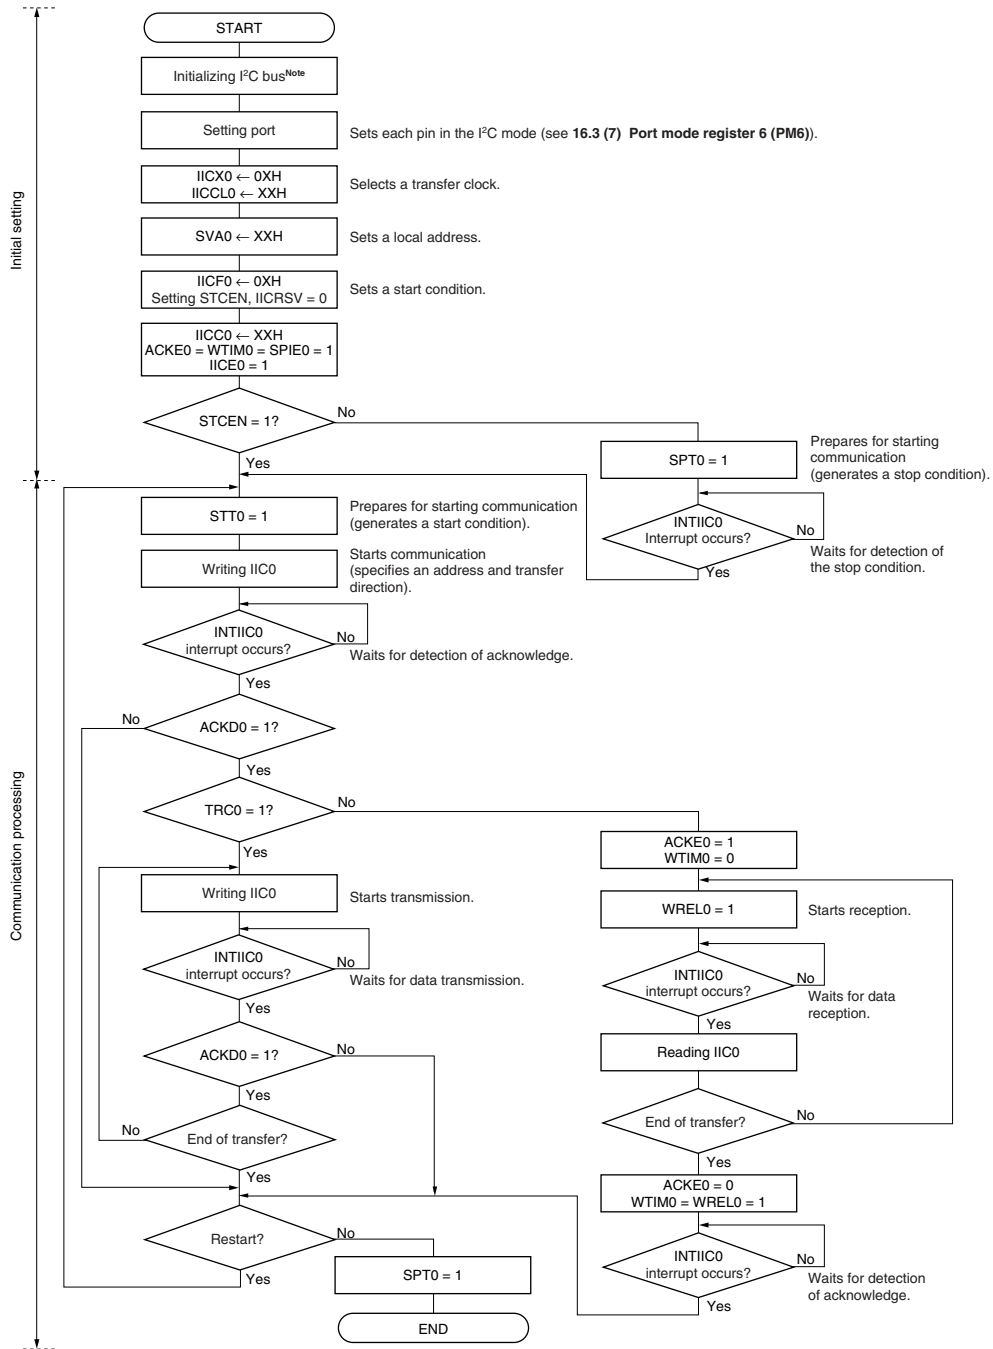 START
Initializing I²C busNote
Setting port
Sets each pin in the I²C mode (see 16.3 (7) Port mode register 6 (PM6)).
IICX0 ← 0XH
IICCL0 ← XXH
Selects a transfer clock.
SVA0 ← XXH
Sets a local address.
IICF0 ← 0XH
Setting STCEN, IICRSV = 0
Sets a start condition.
IICC0 ← XXH
ACKE0 = WTIM0 = SPIE0 = 1
IICE0 = 1
Initial setting
STCEN = 1?
No
Yes
SPT0 = 1
Prepares for starting
communication
(generates a stop condition).
INTIIC0
Interrupt occurs?
No
Waits for detection of
the stop condition.
Yes
STT0 = 1
Prepares for starting communication
(generates a start condition).
Writing IIC0
Starts communication
(specifies an address and transfer
direction).
INTIIC0
interrupt occurs?
No
Waits for detection of acknowledge.
Yes
ACKD0 = 1?
No
Yes
TRC0 = 1?
No
Yes
Communication processing
Writing IIC0
Starts transmission.
INTIIC0
interrupt occurs?
No
Waits for data transmission.
Yes
ACKD0 = 1?
No
Yes
End of transfer?
No
Yes
ACKE0 = 1
WTIM0 = 0
WREL0 = 1
Starts reception.
INTIIC0
interrupt occurs?
No
Waits for data
reception.
Yes
Reading IIC0
End of transfer?
No
Yes
ACKE0 = 0
WTIM0 = WREL0 = 1
INTIIC0
interrupt occurs?
No
Waits for detection
of acknowledge.
Yes
Restart?
No
Yes
SPT0 = 1
END